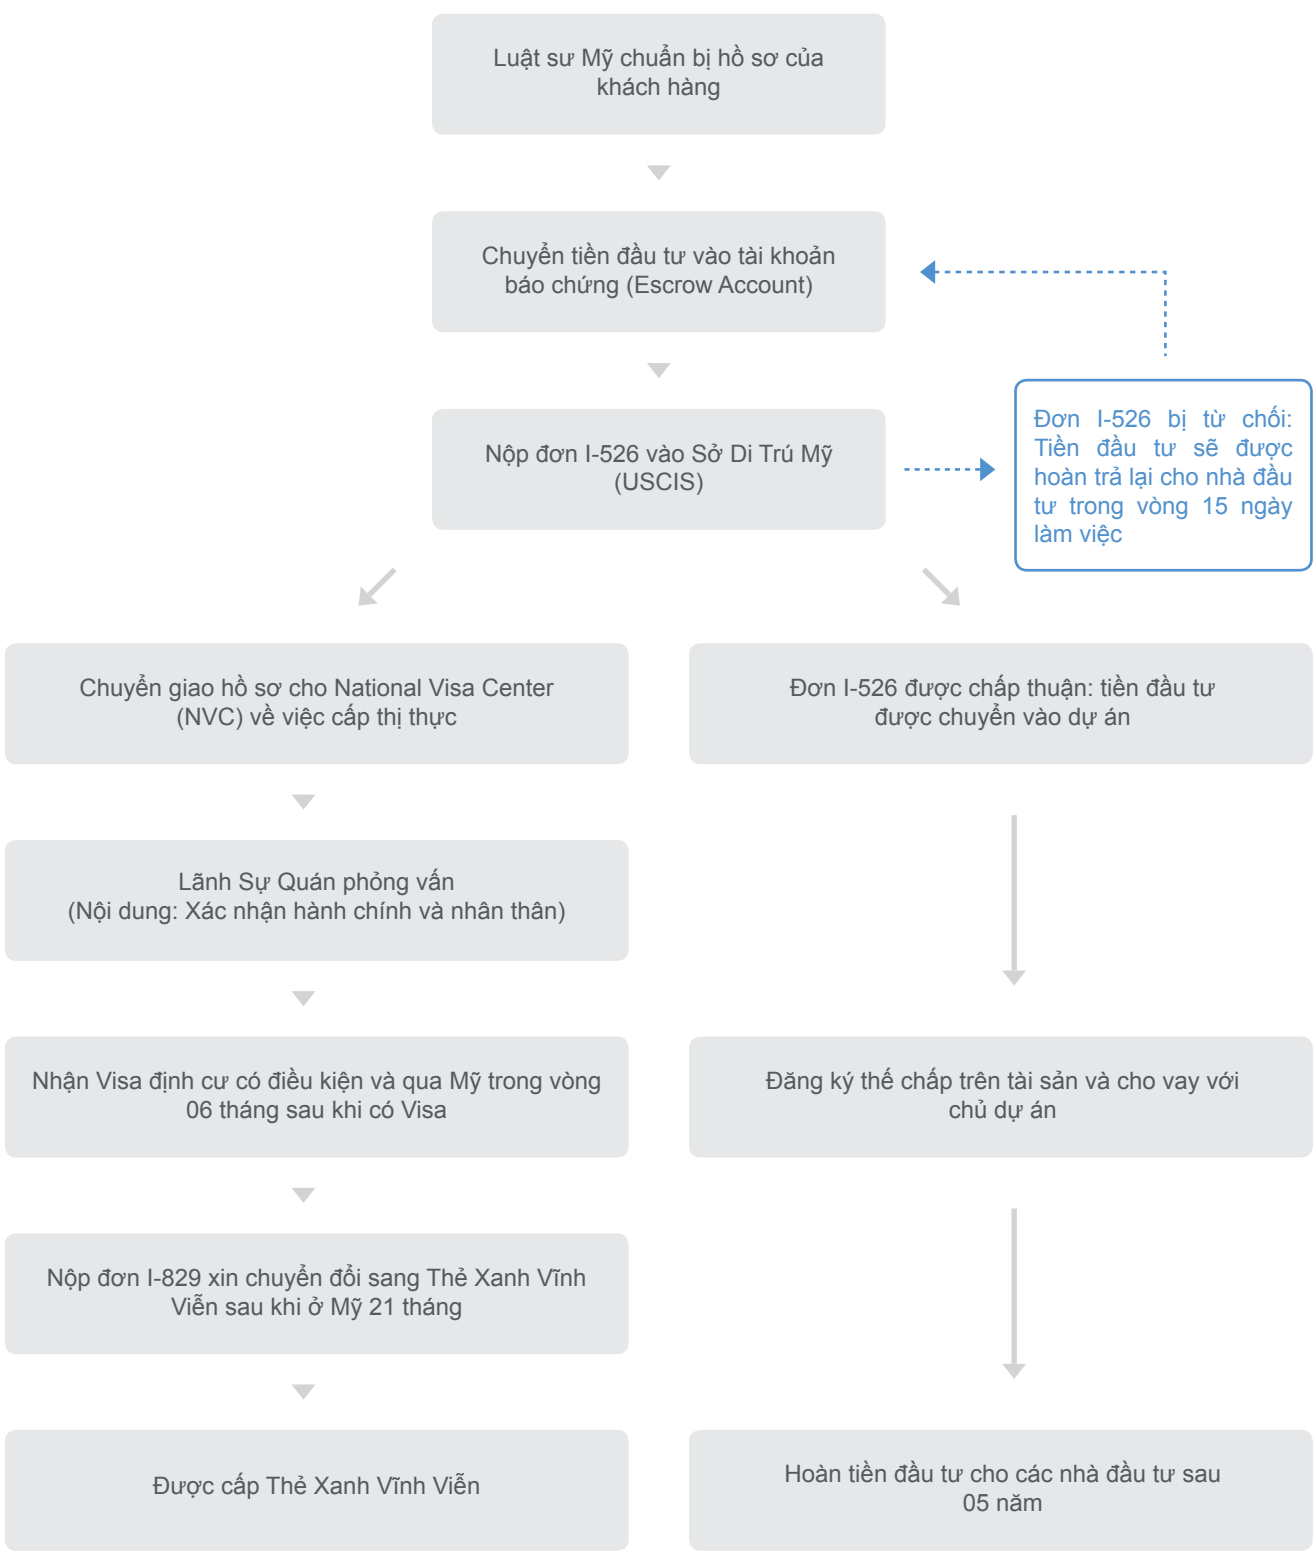 Luật sư Mỹ chuẩn bị hồ sơ của
khách hàng
Chuyển tiền đầu tư vào tài khoản
báo chứng (Escrow Account)
Nộp đơn I-526 vào Sở Di Trú Mỹ
(USCIS)
Đơn I-526 bị từ chối:
Tiền đầu tư sẽ được
hoàn trả lại cho nhà đầu
tư trong vòng 15 ngày
làm việc
Chuyển giao hồ sơ cho National Visa Center
(NVC) về việc cấp thị thực
Đơn I-526 được chấp thuận: tiền đầu tư
được chuyển vào dự án
Lãnh Sự Quán phỏng vấn
(Nội dung: Xác nhận hành chính và nhân thân)
Nhận Visa định cư có điều kiện và qua Mỹ trong vòng
06 tháng sau khi có Visa
Đăng ký thế chấp trên tài sản và cho vay với
chủ dự án
Nộp đơn I-829 xin chuyển đổi sang Thẻ Xanh Vĩnh
Viễn sau khi ở Mỹ 21 tháng
Được cấp Thẻ Xanh Vĩnh Viễn
Hoàn tiền đầu tư cho các nhà đầu tư sau
05 năm